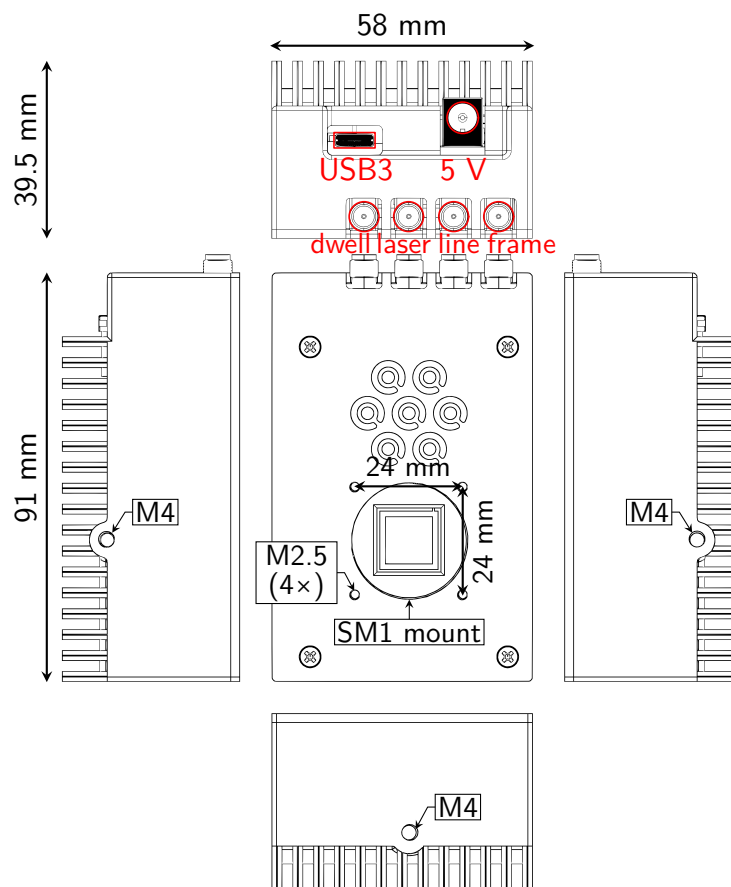 58 mm
39.5 mm
USB3
5 V
dwell laser line frame
91 mm
24 mm
24 mm
M4
M4
M2.5
(4×)
SM1 mount
M4